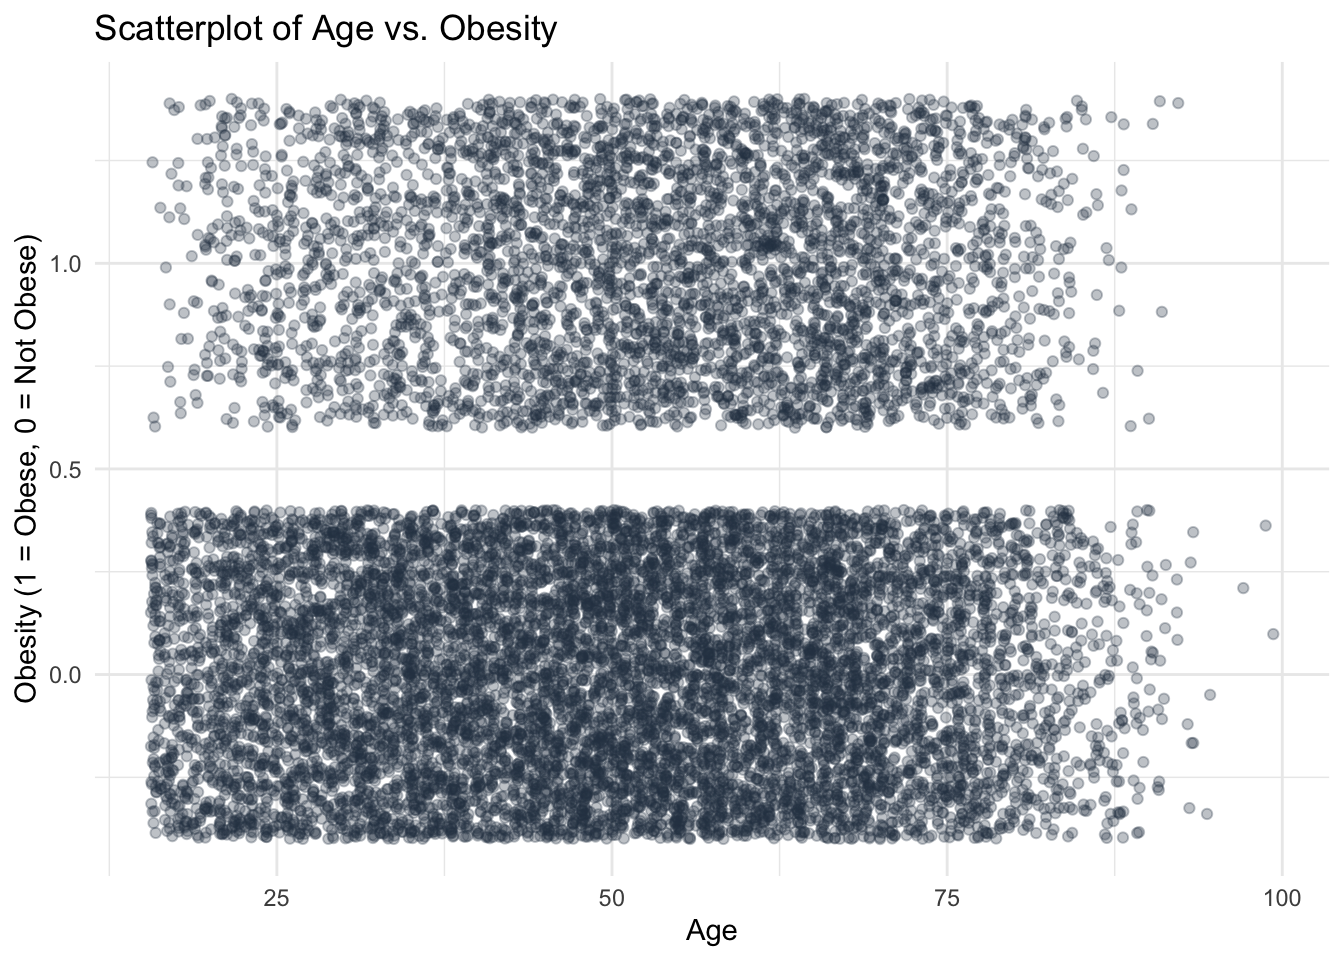 Scatterplot of Age vs. Obesity
Obesity (1 = Obese, 0 = Not Obese)
1.0
0.5
0.0
25 50 75 100
Age